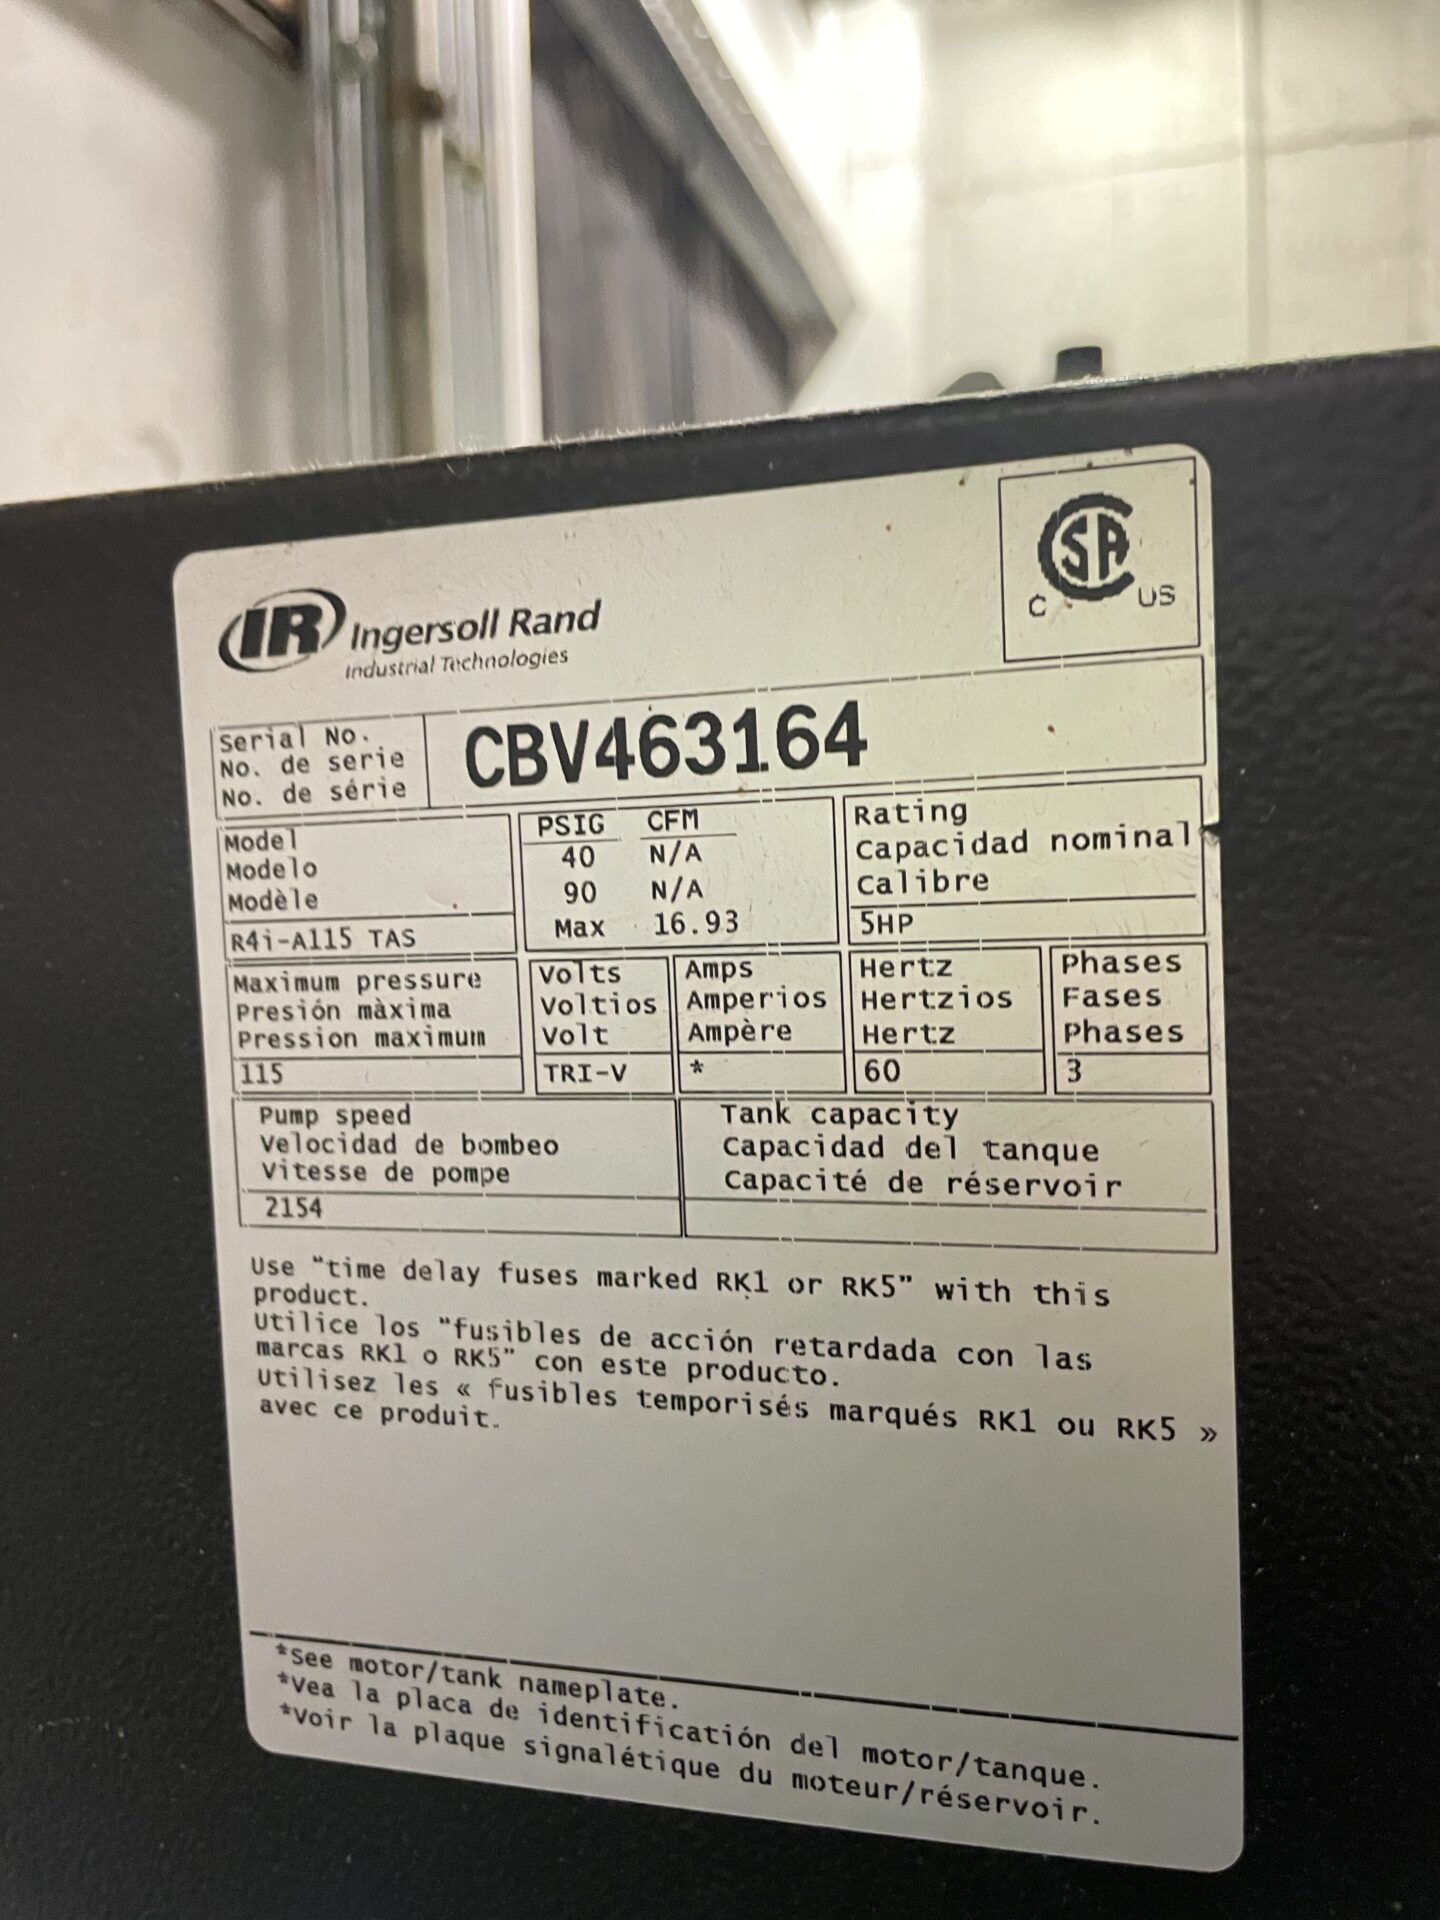 IR Ingersoll Rand
Industrial Technologies
C SA US
Serial No.
No. de serie
No. de série
CBV463164
Model
Modelo
Modèle
R4i-A115 TAS
PSIG CFM
40 N/A
90 N/A
Max 16.93
Rating
Capacidad nominal
Calibre
5HP
Maximum pressure
Presión màxima
Pression maximum
115
Volts
Voltios
Volt
TRI-V
Amps
Amperios
Ampère
*
Hertz
Hertzios
Hertz
60
Phases
Fases
Phases
3
Pump speed
Velocidad de bombeo
Vitesse de pompe
2154
Tank capacity
Capacidad del tanque
Capacité de réservoir
Use "time delay fuses marked RK1 or RK5" with this
product.
Utilice los "fusibles de acción retardada con las
marcas RK1 o RK5" con este producto.
Utilisez les « fusibles temporisés marqués RK1 ou RK5 »
avec ce produit.
*See motor/tank nameplate.
*Vea la placa de identificación del motor/tanque.
*Voir la plaque signalétique du moteur/réservoir.